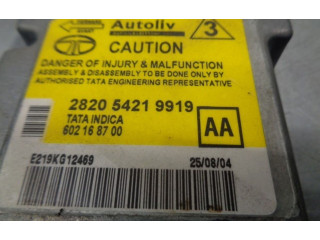 Autoliv
3
CAUTION
DANGER OF INJURY & MALFUNCTION
ASSEMBLY & DISASSEMBLY TO BE DONE ONLY BY
AUTHORISED TATA ENGINEERING REPRESENTATIVE
2820 5421 9919
TATA INDICA
602 16 87 00
AA
E219KG12469
25/08/04